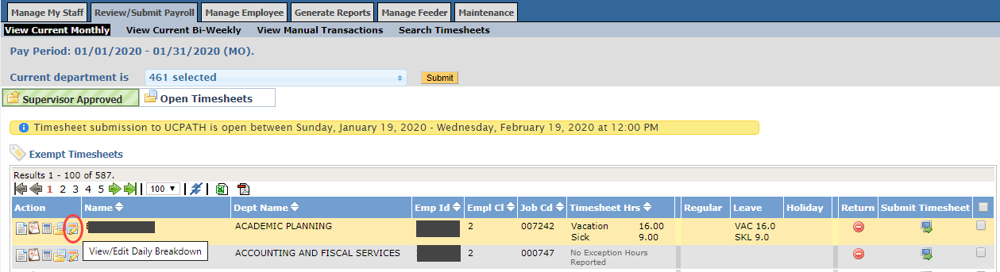 Manage My Staff Review/Submit Payroll Manage Employee Generate Reports Manage Feeder Maintenance
View Current Monthly View Current Bi-Weekly View Manual Transactions Search Timesheets
Pay Period: 01/01/2020 - 01/31/2020 (MO).
Current department is 461 selected Submit
Supervisor Approved Open Timesheets
Timesheet submission to UCPATH is open between Sunday, January 19, 2020 - Wednesday, February 19, 2020 at 12:00 PM
Exempt Timesheets
Results 1 - 100 of 587.
1 2 3 4 5 100
Action Name Dept Name Emp Id Empl Cl Job Cd Timesheet Hrs Regular Leave Holiday Return Submit Timesheet
ACADEMIC PLANNING 2 007242 Vacation 16.00 VAC 16.0
Sick 9.00 SKL 9.0
View/Edit Daily Breakdown ACCOUNTING AND FISCAL SERVICES 2 000747 No Exception Hours
Reported